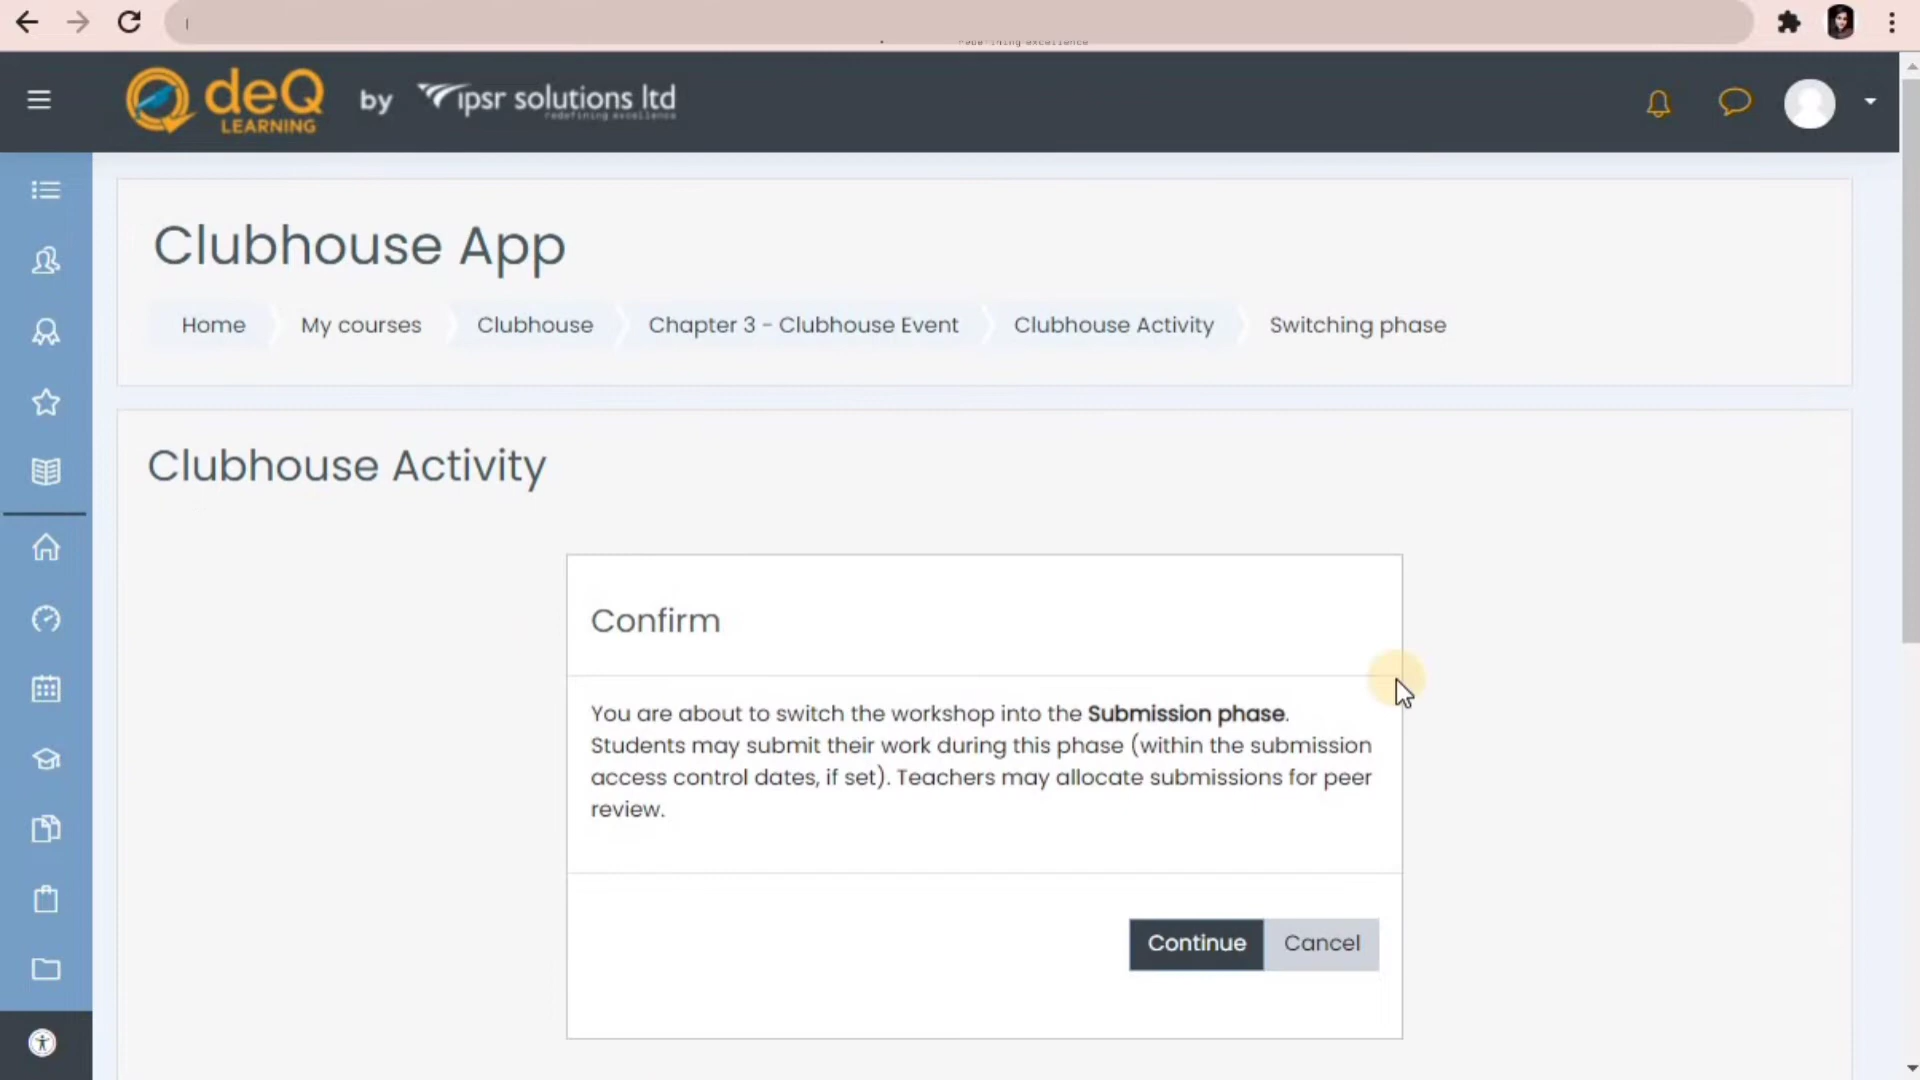 redefining excellence
deQ
LEARNING
by
ipsr solutions ltd
redefining excellence
Clubhouse App
Home
My courses
Clubhouse
Chapter 3 - Clubhouse Event
Clubhouse Activity
Switching phase
Clubhouse Activity
Confirm
You are about to switch the workshop into the Submission phase.
Students may submit their work during this phase (within the submission
access control dates, if set). Teachers may allocate submissions for peer
review.
Continue
Cancel